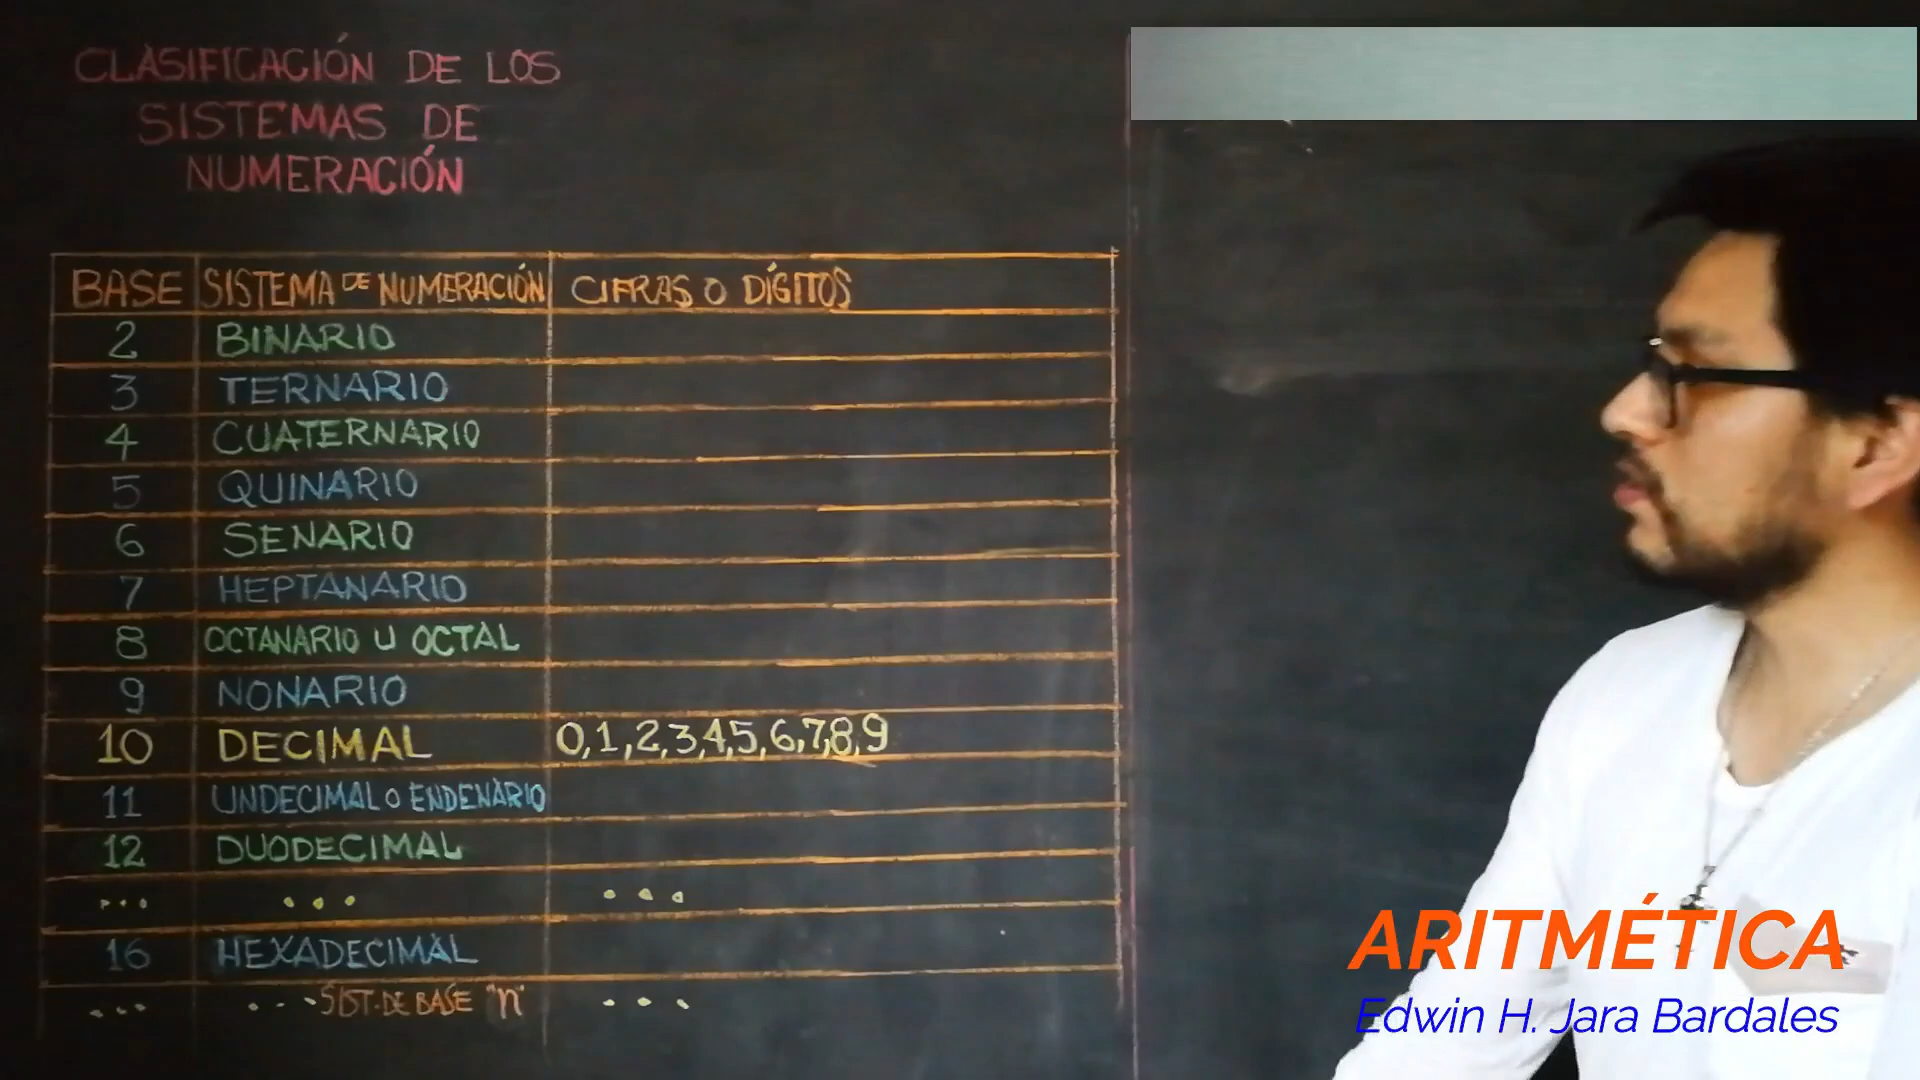 CLASIFICACIÓN DE LOS
SISTEMAS DE
NUMERACIÓN
BASE SISTEMA DE NUMERACIÓN CIFRAS O DÍGITOS
2 BINARIO
3 TERNARIO
4 CUATERNARIO
5 QUINARIO
6 SENARIO
7 HEPTANARIO
8 OCTANARIO U OCTAL
9 NONARIO
10 DECIMAL 0,1,2,3,4,5,6,7,8,9
11 UNDECIMAL O ENDENARIO
12 DUODECIMAL
... ... ...
16 HEXADECIMAL
... ... SIST. DE BASE "n" ...
ARITMÉTICA
Edwin H. Jara Bardales